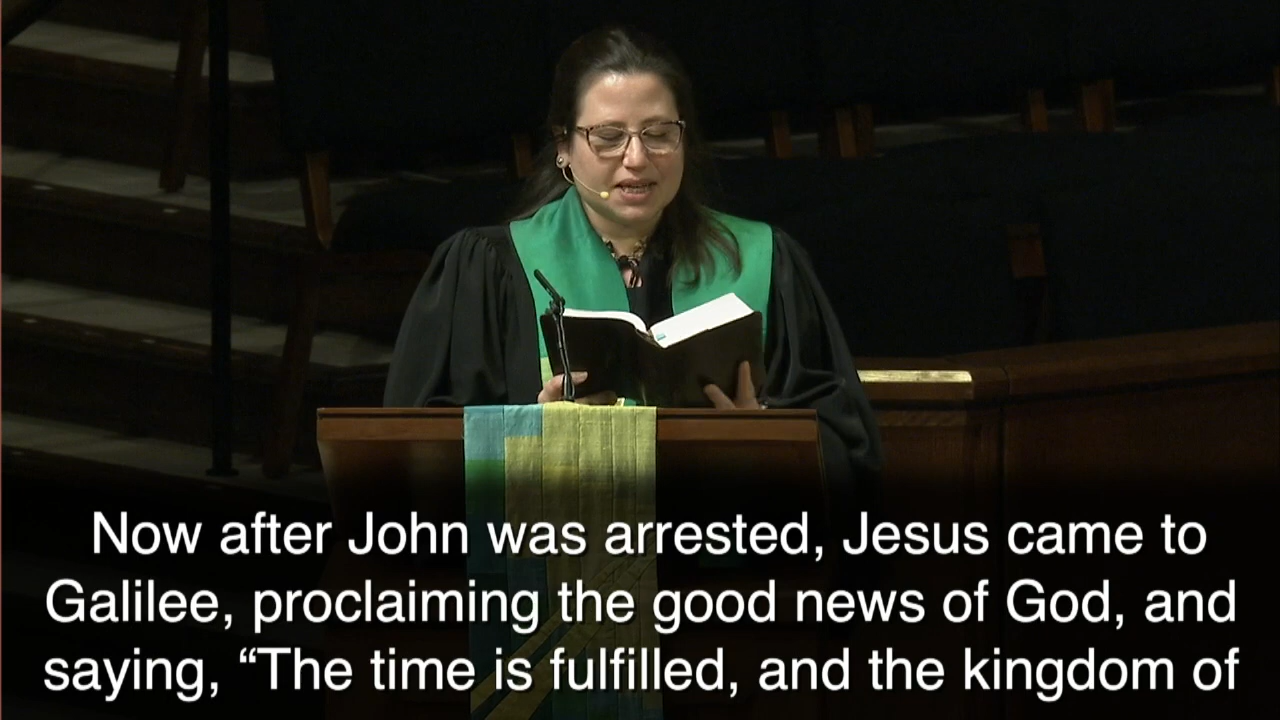 Now after John was arrested, Jesus came to
Galilee, proclaiming the good news of God, and
saying, “The time is fulfilled, and the kingdom of